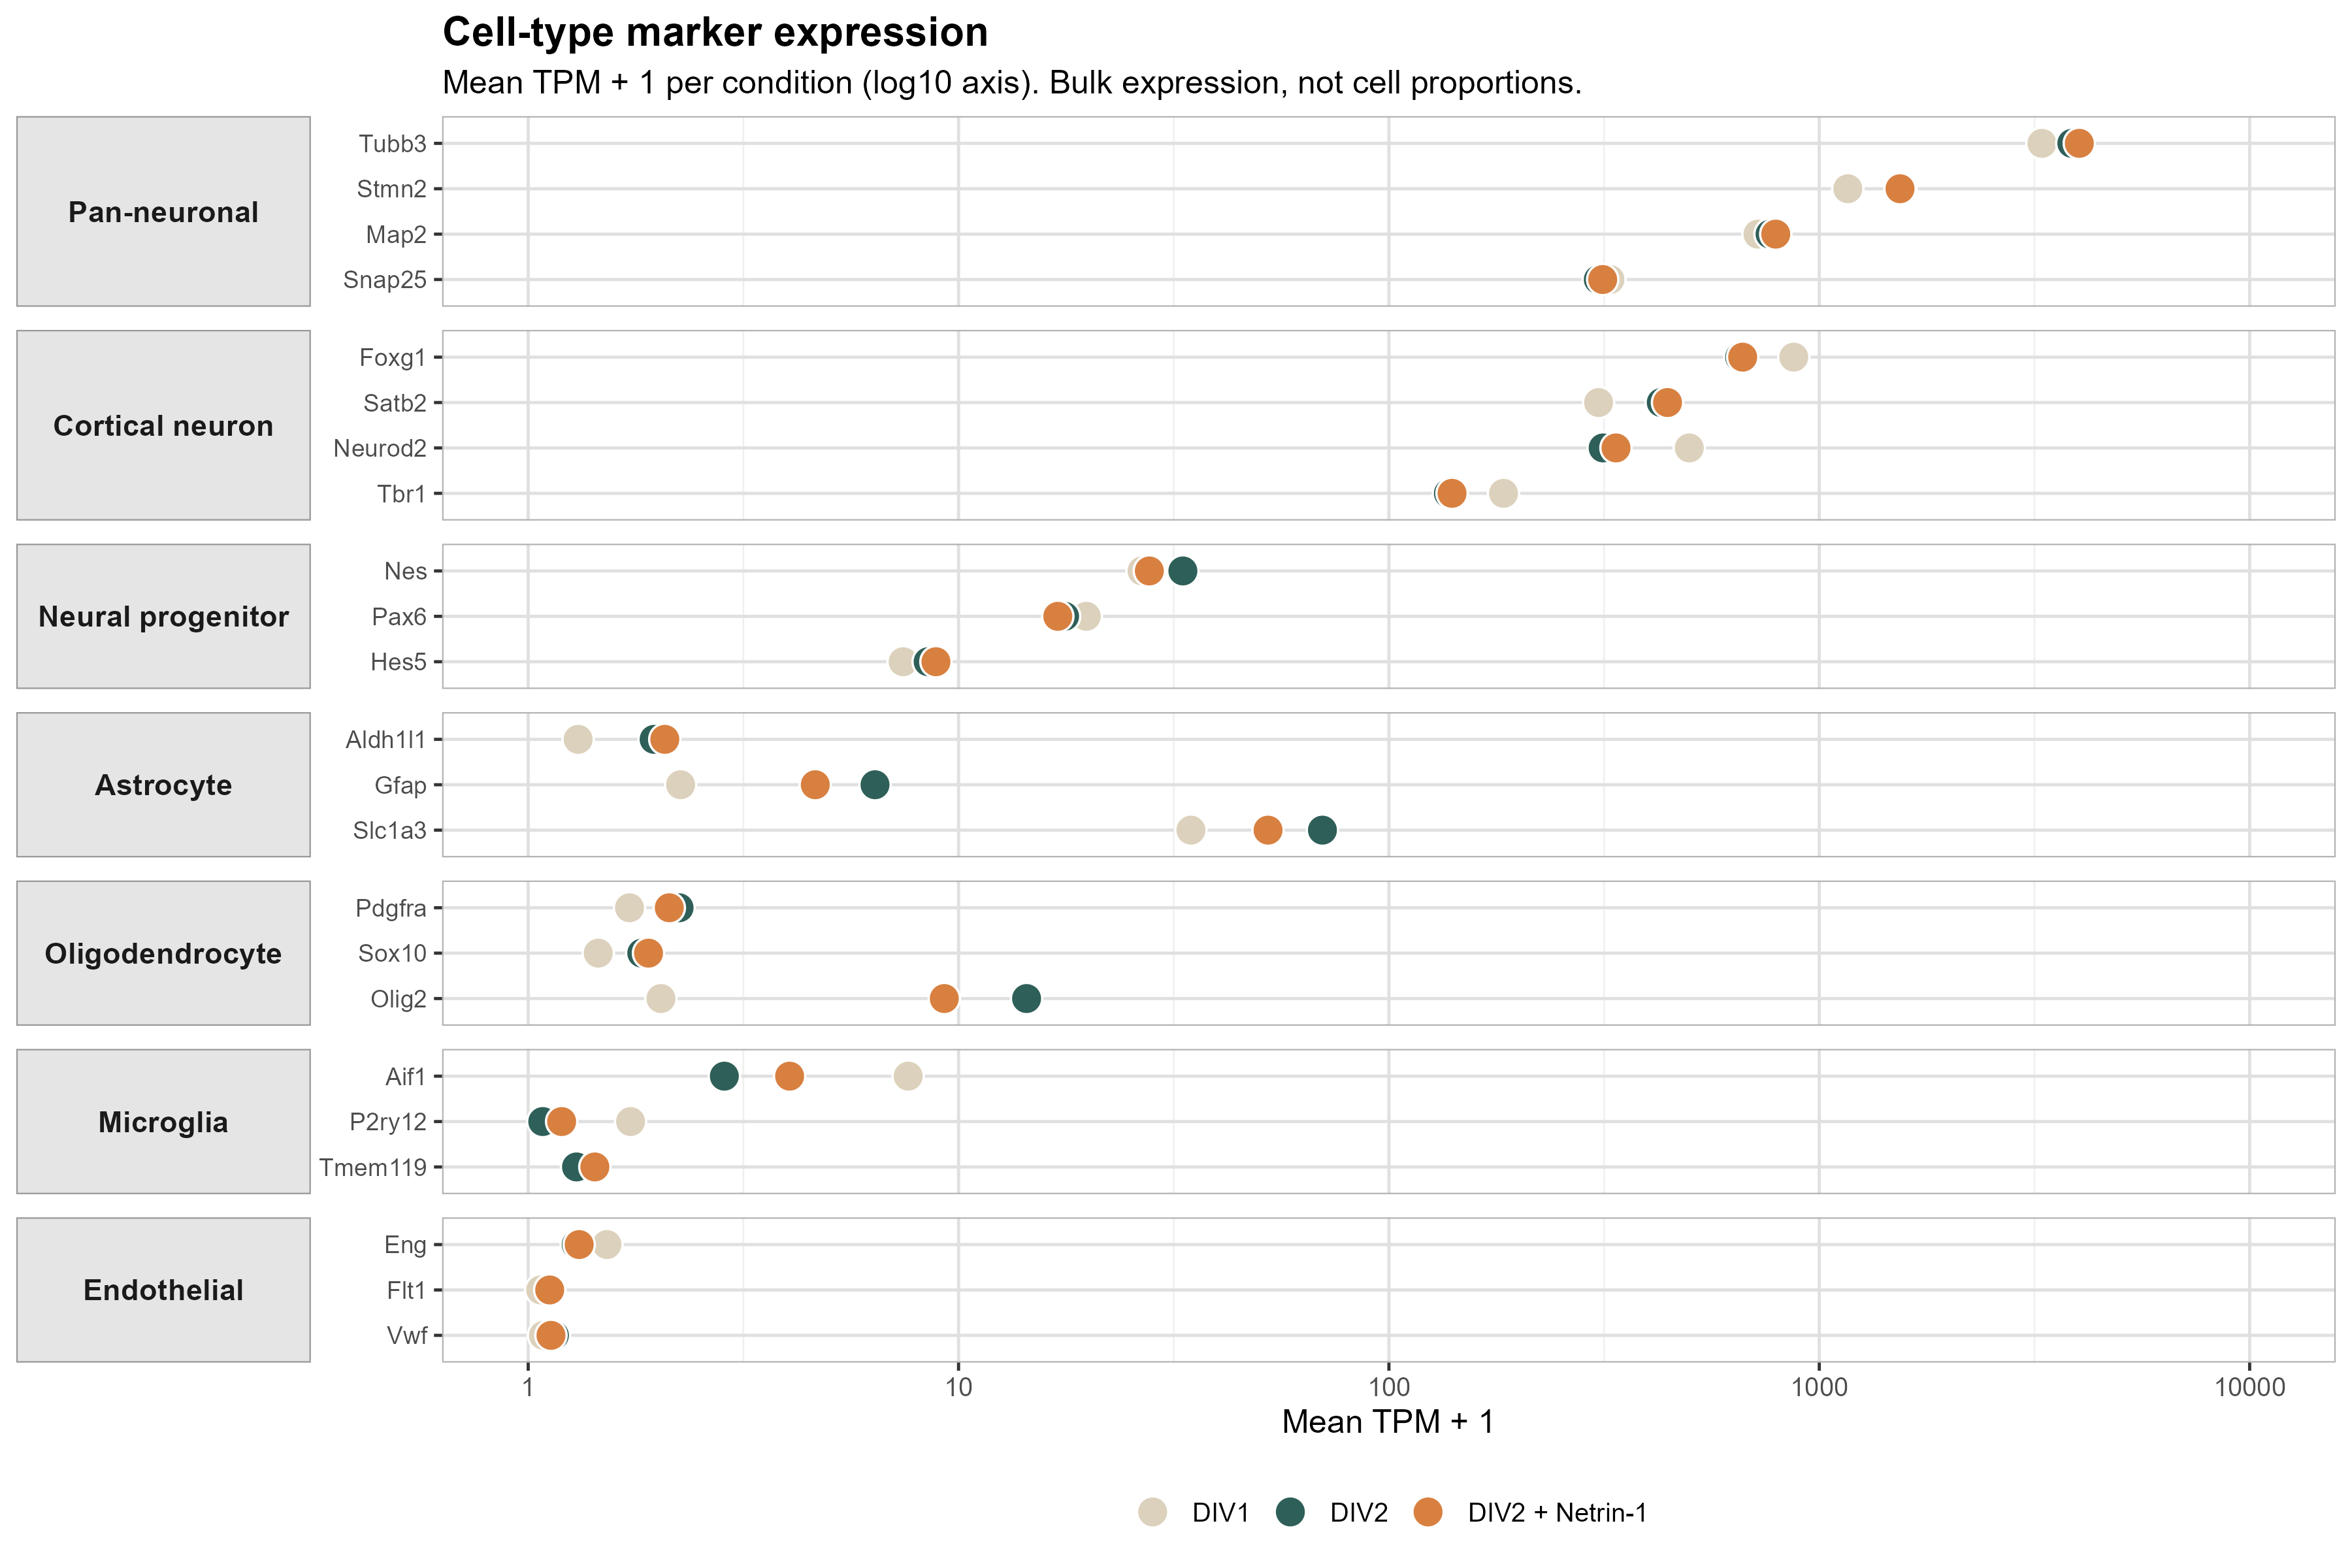 Cell-type marker expression
Mean TPM + 1 per condition (log10 axis). Bulk expression, not cell proportions.
Pan-neuronal
Tubb3
Stmn2
Map2
Snap25
Cortical neuron
Foxg1
Satb2
Neurod2
Tbr1
Neural progenitor
Nes
Pax6
Hes5
Astrocyte
Aldh1l1
Gfap
Slc1a3
Oligodendrocyte
Pdgfra
Sox10
Olig2
Microglia
Aif1
P2ry12
Tmem119
Endothelial
Eng
Flt1
Vwf
1 10 100 1000 10000
Mean TPM + 1
DIV1 DIV2 DIV2 + Netrin-1